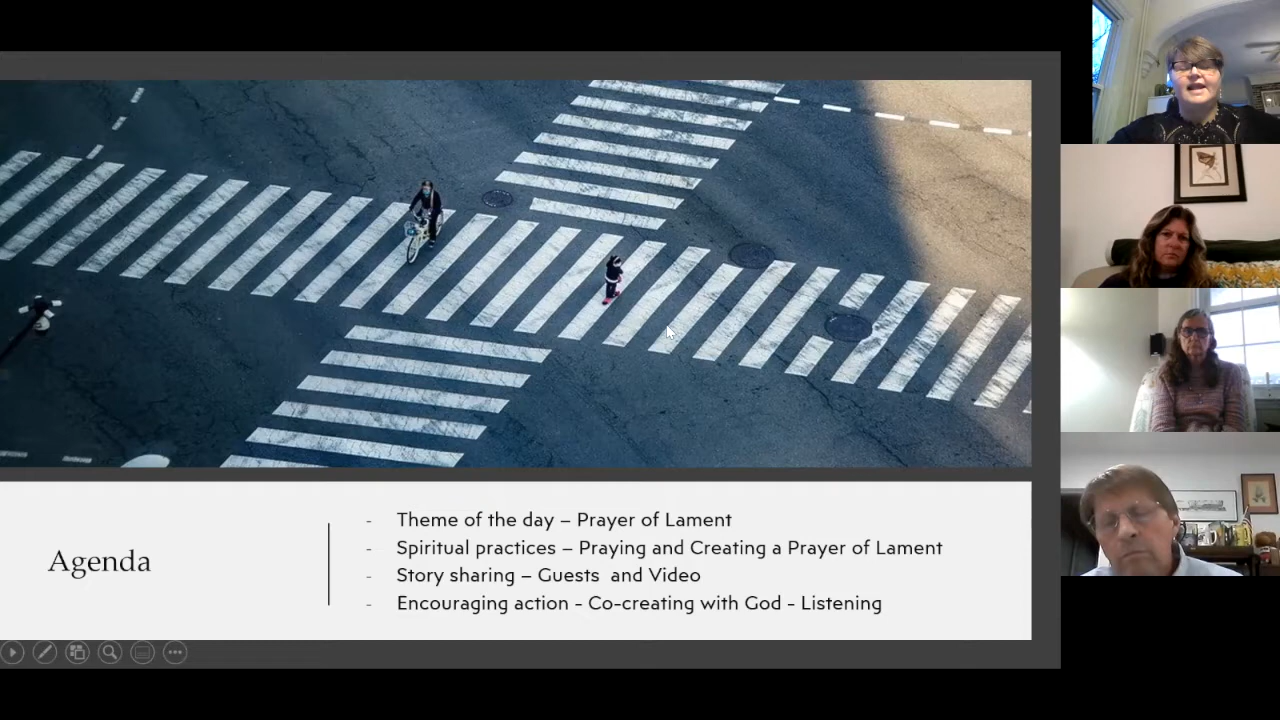 Agenda
- Theme of the day – Prayer of Lament
- Spiritual practices – Praying and Creating a Prayer of Lament
- Story sharing – Guests  and Video
- Encouraging action - Co-creating with God - Listening